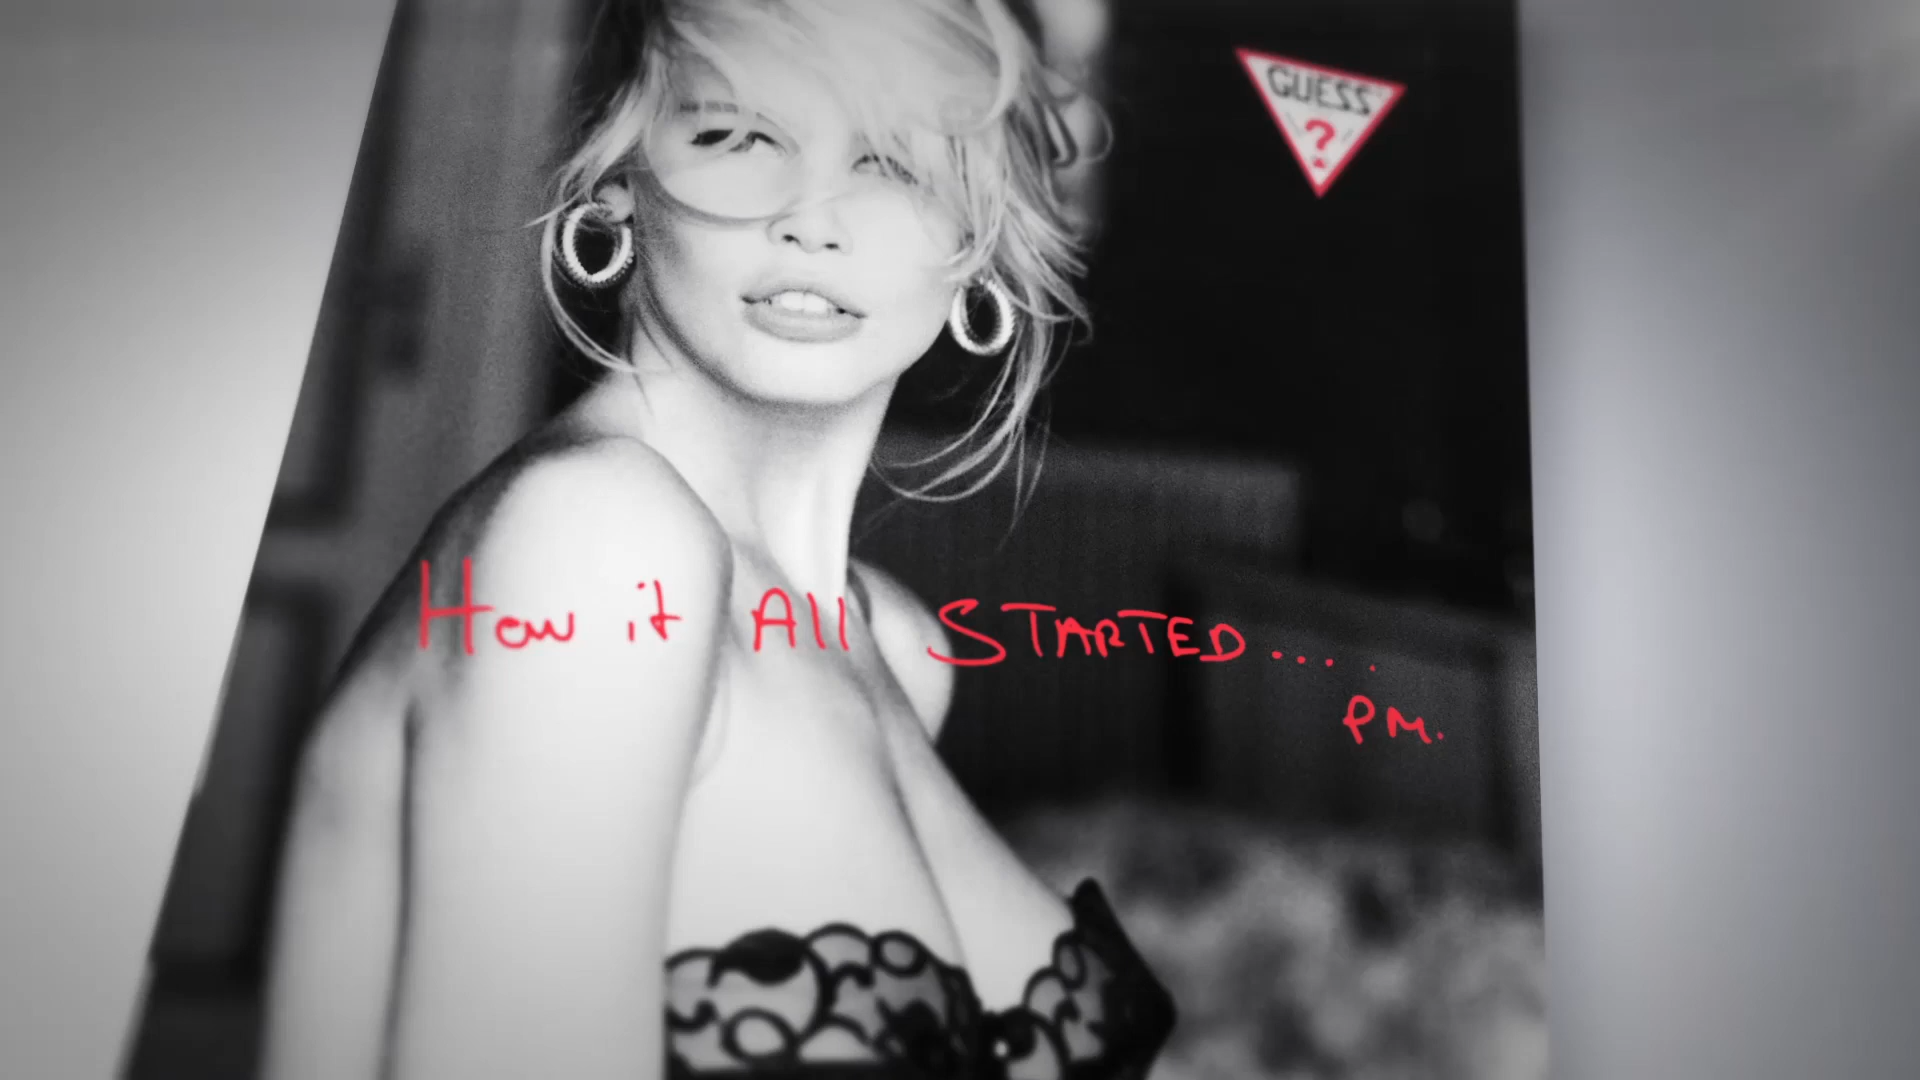 GUESS
?
How it All STARTED.... .
PM.